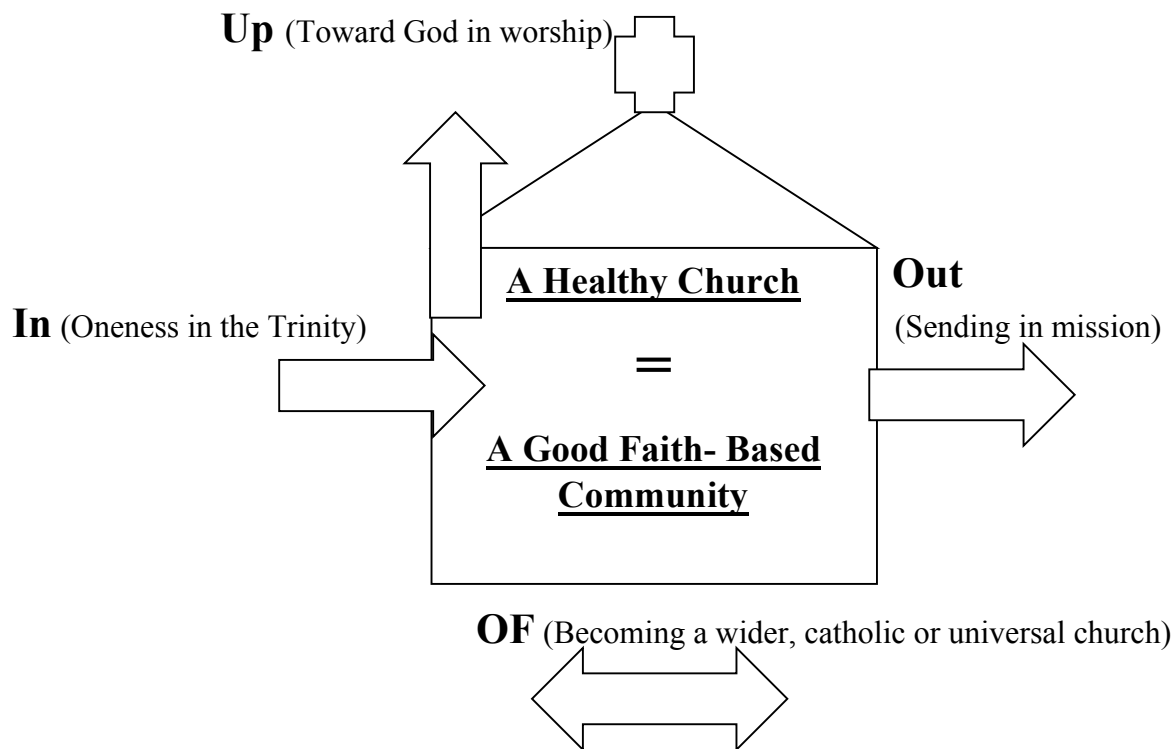 Up (Toward God in worship)
A Healthy Church
Out
In (Oneness in the Trinity)
(Sending in mission)
=
A Good Faith- Based
Community
OF (Becoming a wider, catholic or universal church)